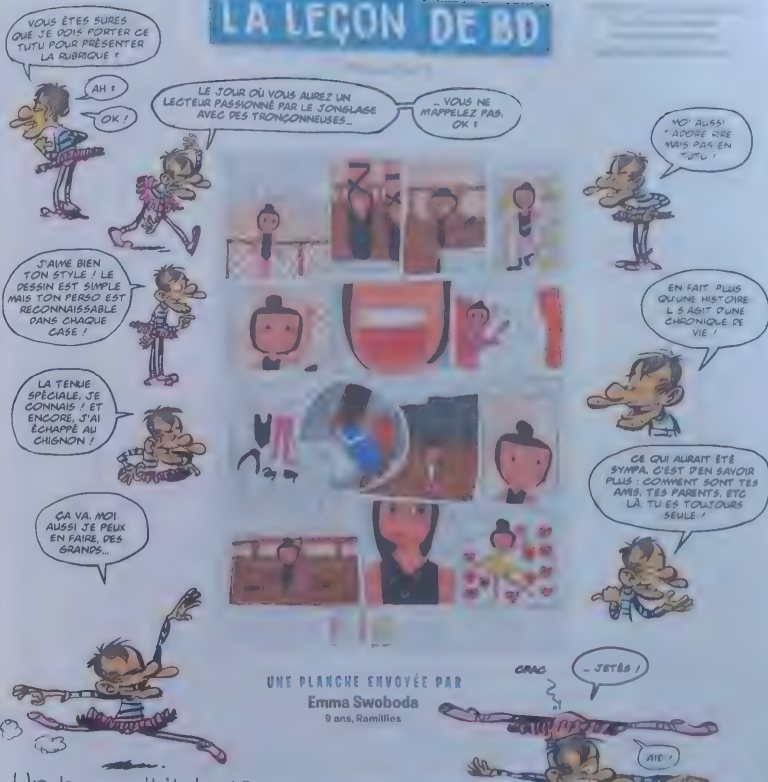 LA LEÇON DE BD
VOUS ÊTES SURES
QUE JE DOIS PORTER CE
TUTU POUR PRÉSENTER
LA RUBRIQUE ?
AH ?
OK !
LE JOUR OÙ VOUS AUREZ UN
LECTEUR PASSIONNÉ PAR LE JONGLAGE
AVEC DES TRONÇONNEUSES...
... VOUS NE
M'APPELEZ PAS,
OK ?
MOI AUSSI
J'ADORE RIRE
MAIS PAS EN
TUTU !
J'AIME BIEN
TON STYLE ! LE
DESSIN EST SIMPLE
MAIS TON PERSO EST
RECONNAISSABLE
DANS CHAQUE
CASE !
EN FAIT, PLUS
QU'UNE HISTOIRE
IL S'AGIT D'UNE
CHRONIQUE DE
VIE !
LA TENUE
SPÉCIALE, JE
CONNAIS ! ET
ENCORE, J'AI
ÉCHAPPÉ AU
CHIGNON !
CE QUI AURAIT ÉTÉ
SYMPA, C'EST D'EN SAVOIR
PLUS : COMMENT SONT TES
AMIS, TES PARENTS, ETC
LÀ, TU ES TOUJOURS
SEULE !
ÇA VA, MOI
AUSSI JE PEUX
EN FAIRE, DES
GRANDS...
UNE PLANCHE ENVOYÉE PAR
Emma Swoboda
9 ans, Ramillies
CRAC
... JETÉS !
AIE !